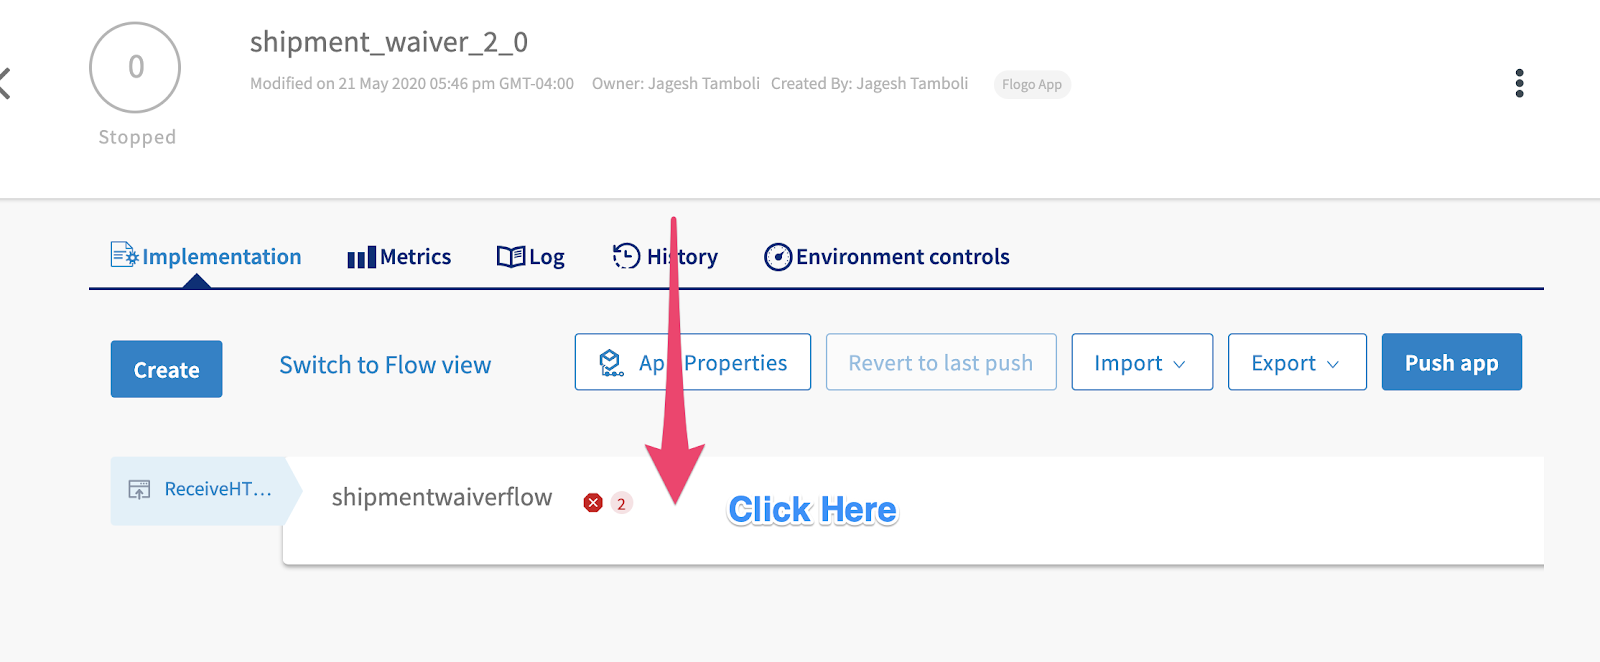 0
Stopped
shipment_waiver_2_0
Modified on 21 May 2020 05:46 pm GMT-04:00 Owner: Jagesh Tamboli Created By: Jagesh Tamboli Flogo App
Implementation Metrics Log History Environment controls
Create Switch to Flow view App Properties Revert to last push Import Export Push app
ReceiveHT... shipmentwaiverflow 2 Click Here